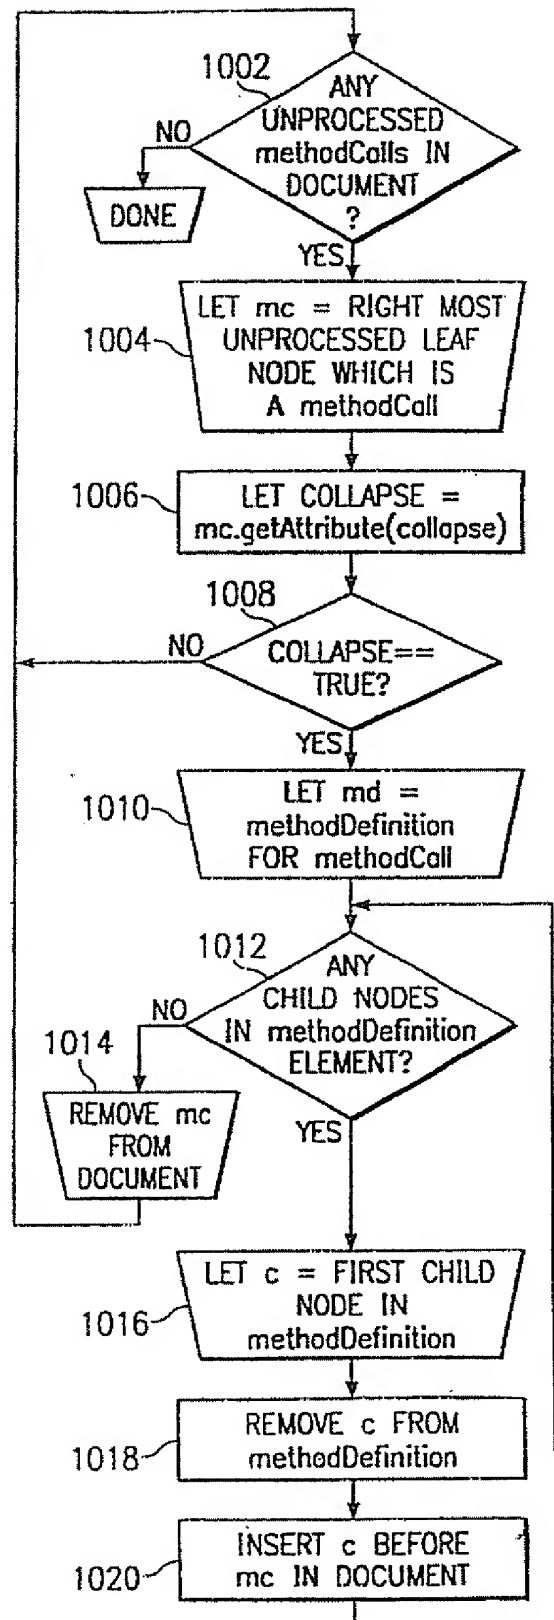 1002
ANY
UNPROCESSED
methodCalls IN
DOCUMENT
?
NO
DONE
YES
1004
LET mc = RIGHT MOST
UNPROCESSED LEAF
NODE WHICH IS
A methodCall
1006
LET COLLAPSE =
mc.getAttribute(collapse)
1008
COLLAPSE==
TRUE?
NO
YES
1010
LET md =
methodDefinition
FOR methodCall
1012
ANY
CHILD NODES
IN methodDefinition
ELEMENT?
NO
1014
REMOVE mc
FROM
DOCUMENT
YES
1016
LET c = FIRST CHILD
NODE IN
methodDefinition
1018
REMOVE c FROM
methodDefinition
1020
INSERT c BEFORE
mc IN DOCUMENT